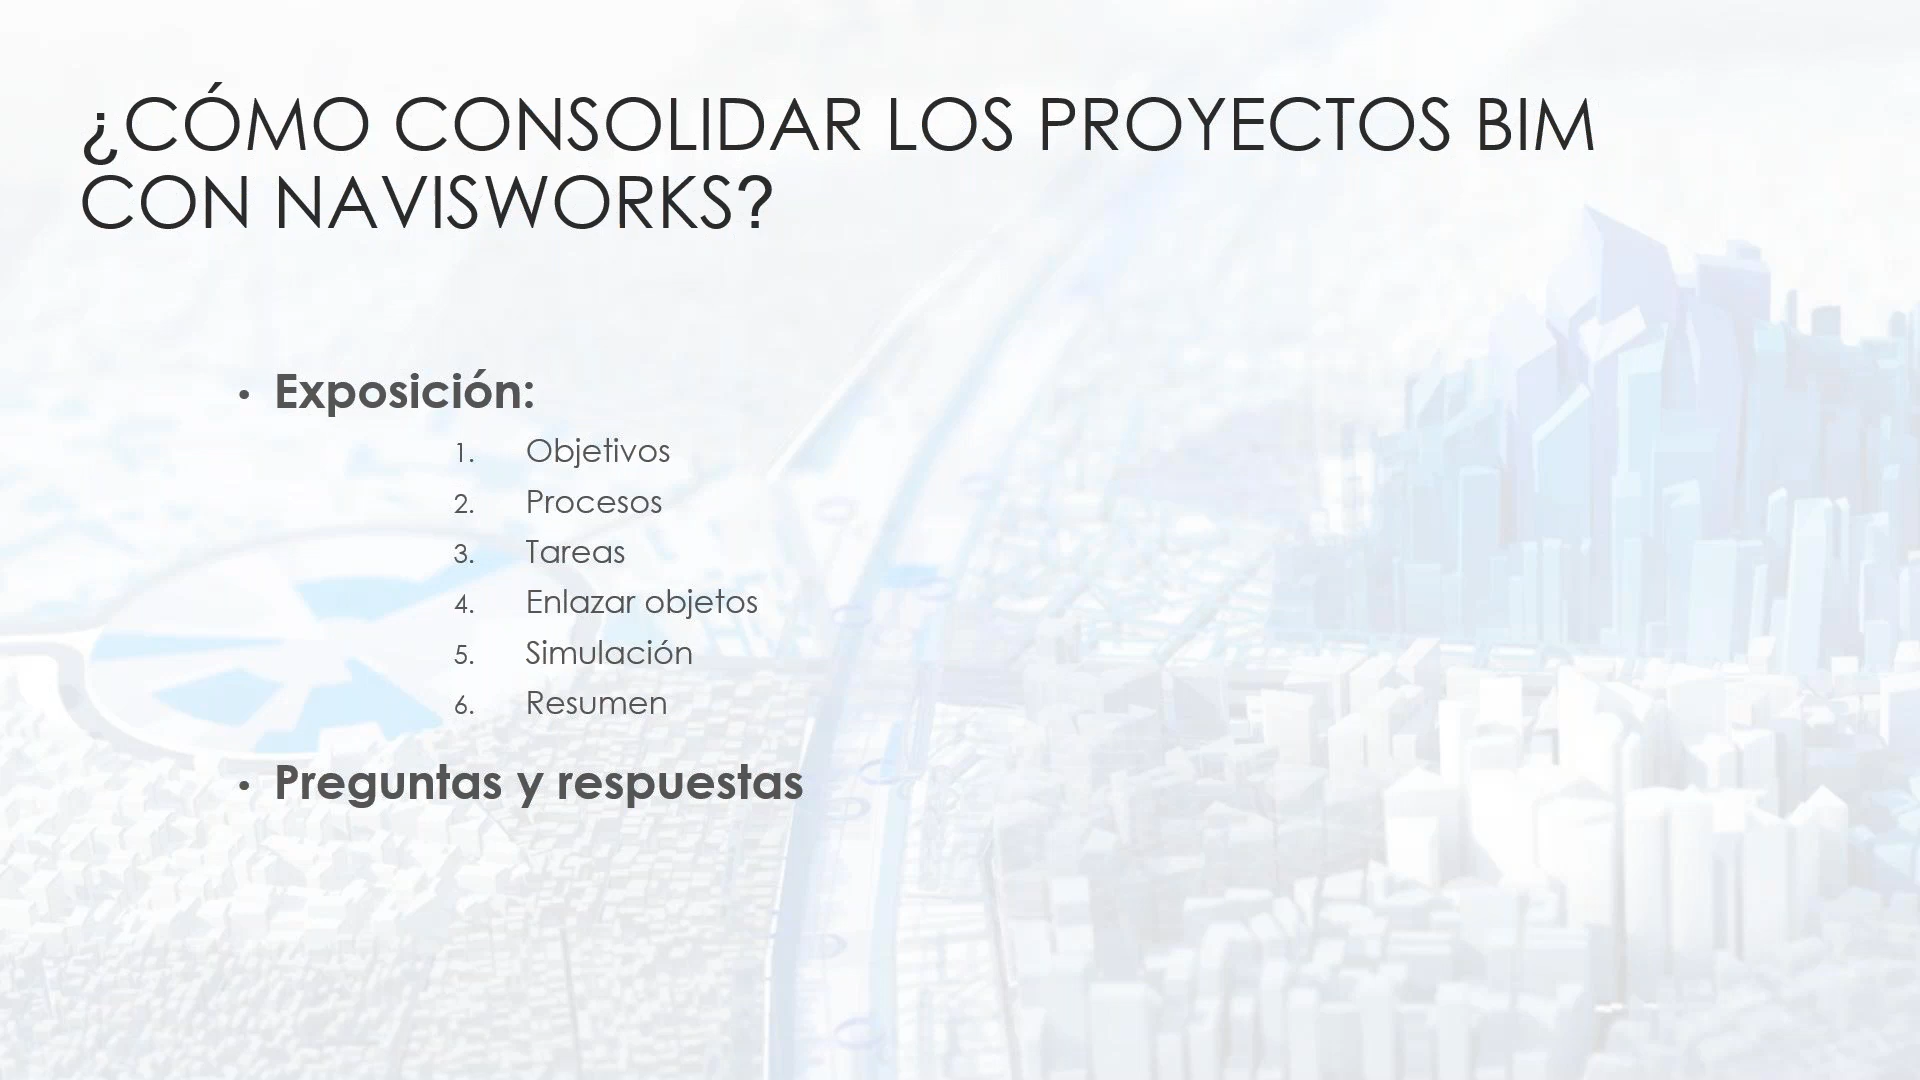 ¿CÓMO CONSOLIDAR LOS PROYECTOS BIM
CON NAVISWORKS?
• Exposición:
1. Objetivos
2. Procesos
3. Tareas
4. Enlazar objetos
5. Simulación
6. Resumen
• Preguntas y respuestas